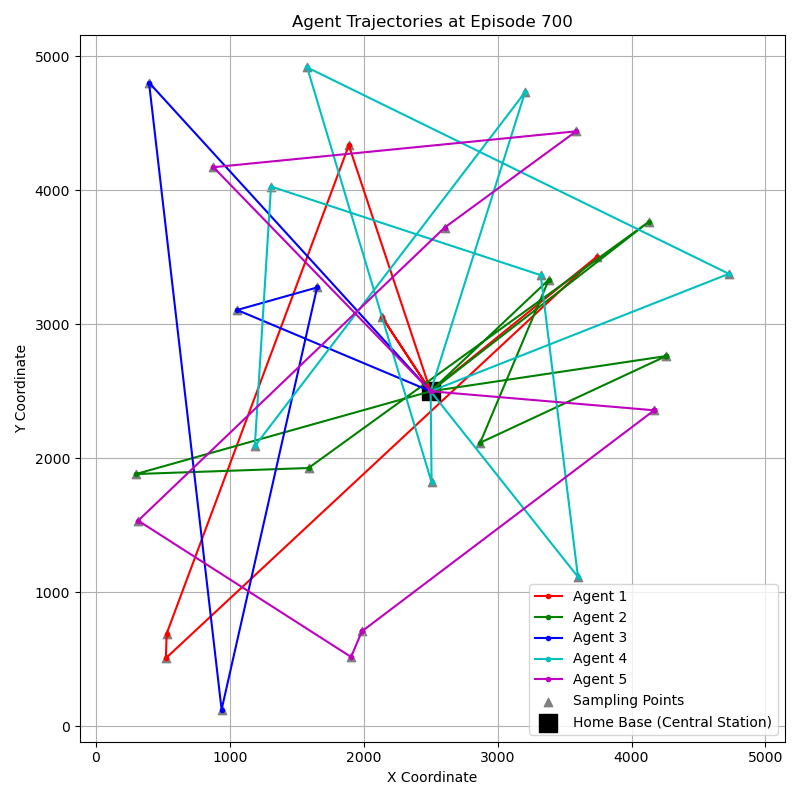 Agent Trajectories at Episode 700
5000
4000
3000
2000
1000
0
Y Coordinate
0 1000 2000 3000 4000 5000
X Coordinate
Agent 1
Agent 2
Agent 3
Agent 4
Agent 5
Sampling Points
Home Base (Central Station)